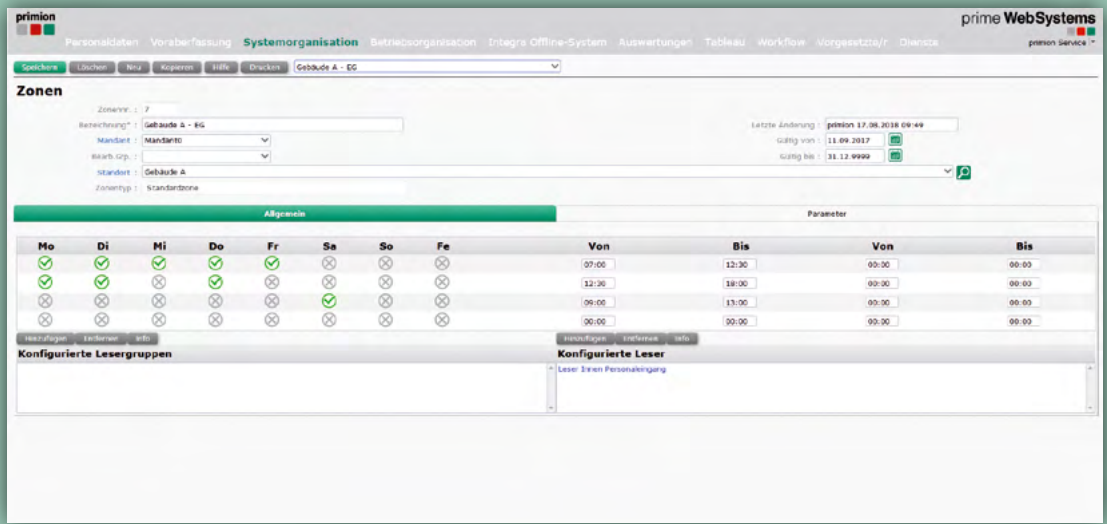 primion
prime WebSystems
Personaldaten Voraberfassung Systemorganisation Betriebsorganisation Integra Offline-System Auswertungen Tableau Workflow Vorgesetzte/r Dienste
primion Service
Speichern Löschen Neu Kopieren Hilfe Drucken Gebäude A - EG
Zonen
Zonennr. : 7
Bezeichnung* : Gebäude A - EG
Letzte Änderung : primion 17.08.2018 09:49
Mandant : Mandant0
Gültig von : 11.09.2017
Bearb.Grp. :
Gültig bis : 31.12.9999
Standort : Gebäude A
Zonentyp : Standardzone
Allgemein Parameter
Mo Di Mi Do Fr Sa So Fe Von Bis Von Bis
07:00 12:30 00:00 00:00
12:30 18:00 00:00 00:00
09:00 13:00 00:00 00:00
00:00 00:00 00:00 00:00
Hinzufügen Entfernen Info Hinzufügen Entfernen Info
Konfigurierte Lesergruppen Konfigurierte Leser
Leser Innen Personaleingang